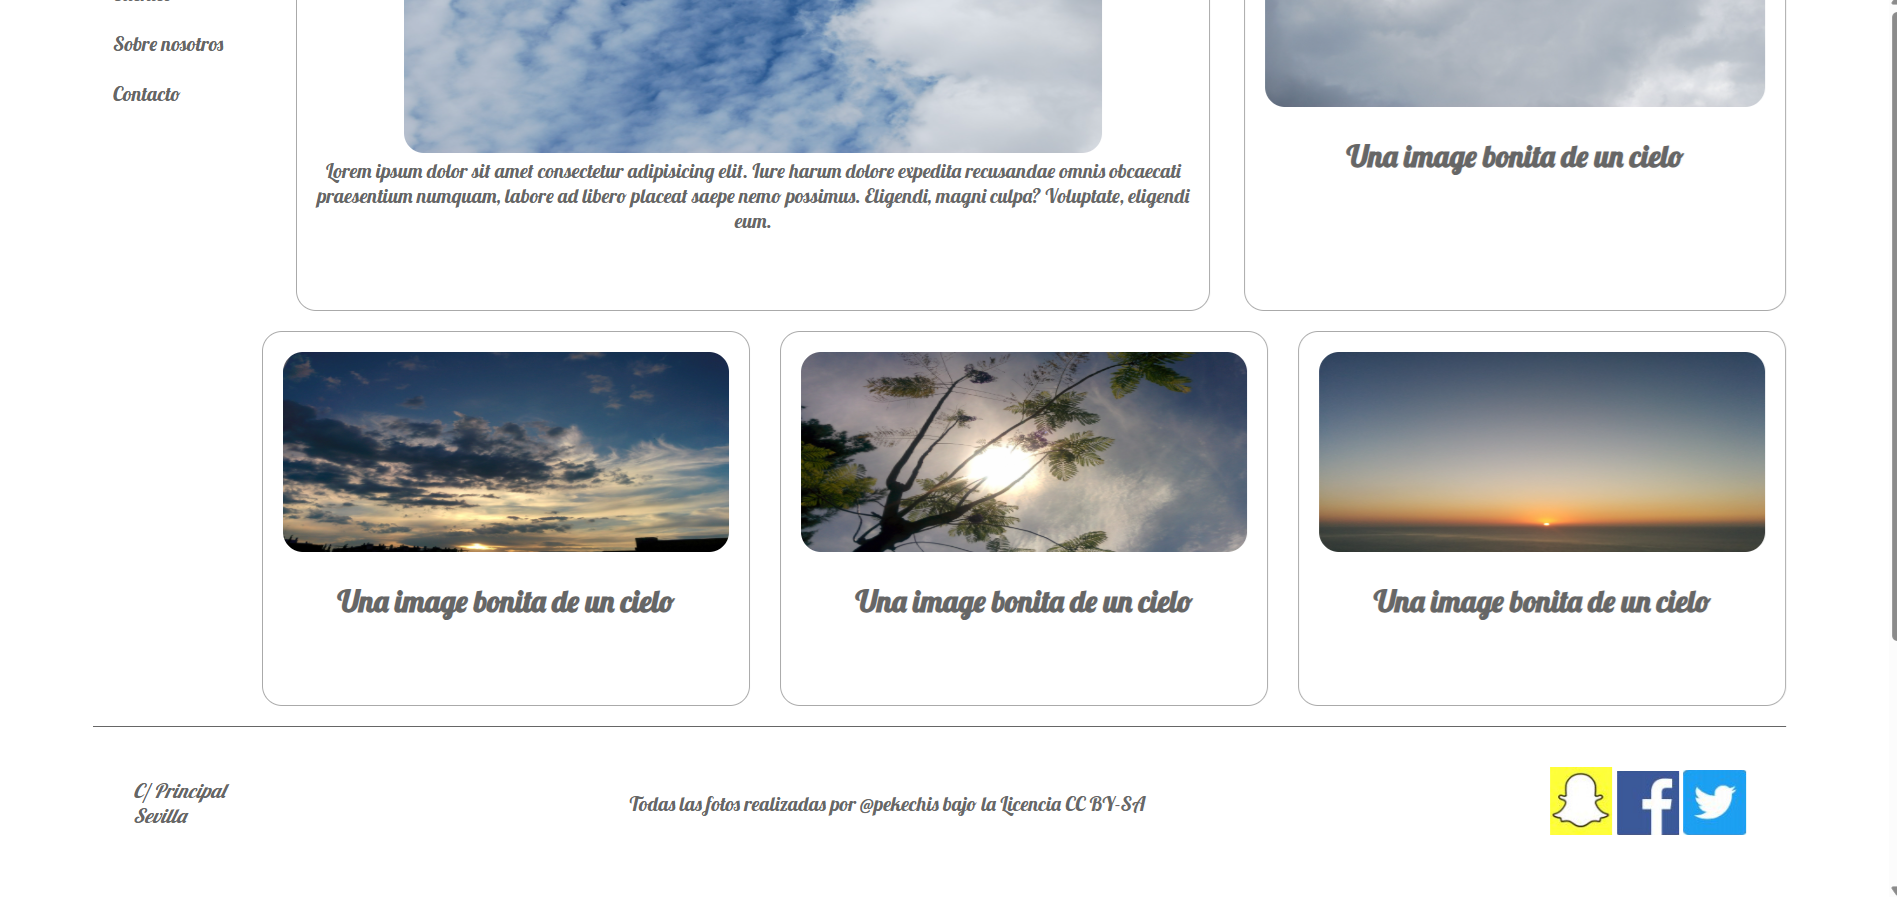 Sobre nosotros
Contacto
Lorem ipsum dolor sit amet consectetur adipisicing elit. Iure harum dolore expedita recusandae omnis obcaecati
praesentium numquam, labore ad libero placeat saepe nemo possimus. Eligendi, magni culpa? Voluptate, eligendi
eum.
Una image bonita de un cielo
Una image bonita de un cielo
Una image bonita de un cielo
Una image bonita de un cielo
C/ Principal
Sevilla
Todas las fotos realizadas por @pekechis bajo la Licencia CC BY-SA